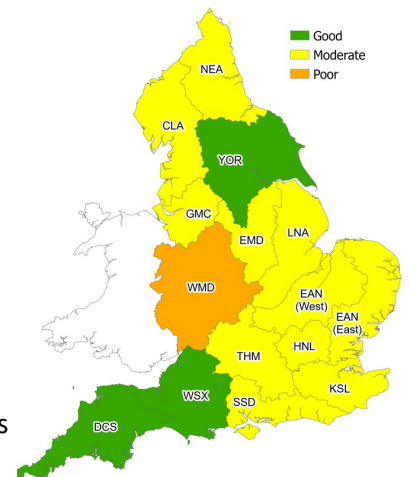 Good
Moderate
Poor
NEA
CLA
YOR
GMC
EMD
LNA
WMD
EAN
(West)
EAN
(East)
THM
HNL
WSX
SSD
KSL
DCS
s